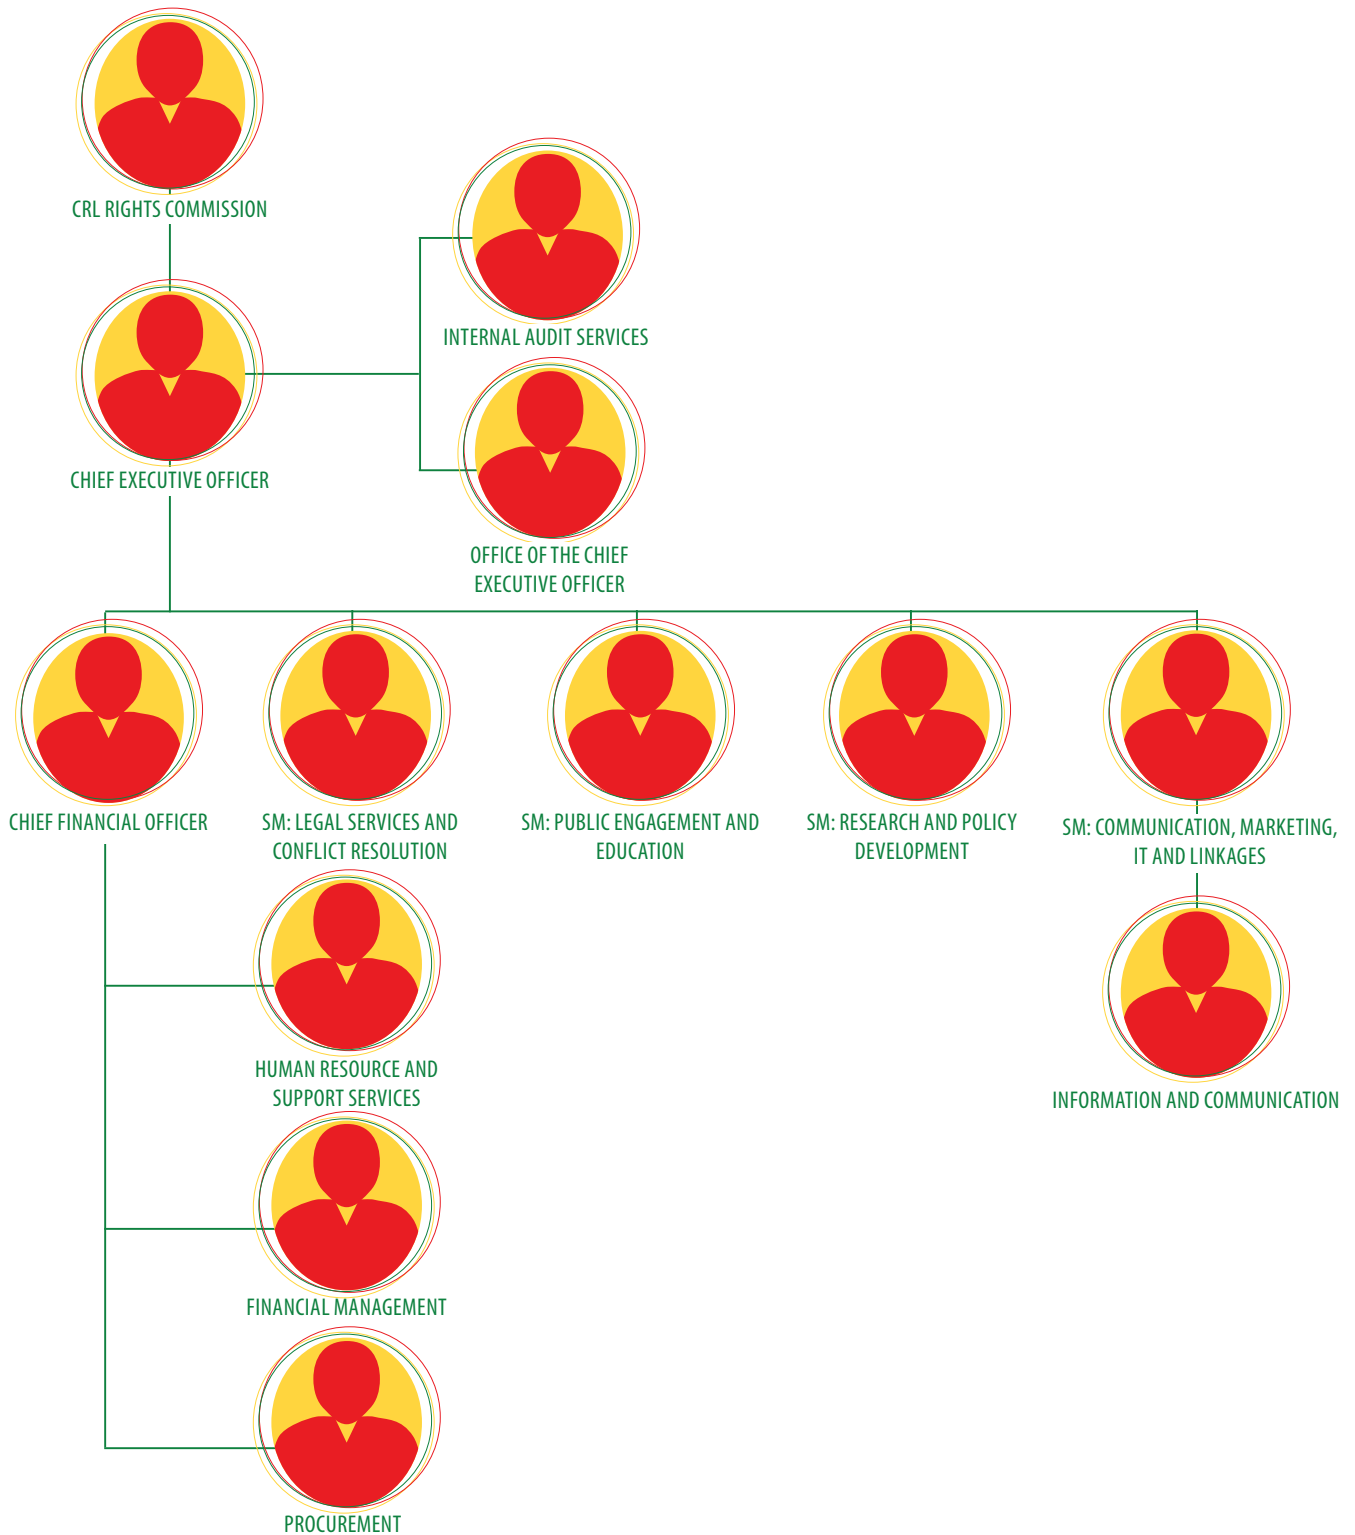 CRL RIGHTS COMMISSION
INTERNAL AUDIT SERVICES
CHIEF EXECUTIVE OFFICER
OFFICE OF THE CHIEF
EXECUTIVE OFFICER
CHIEF FINANCIAL OFFICER
SM: LEGAL SERVICES AND
CONFLICT RESOLUTION
SM: PUBLIC ENGAGEMENT AND
EDUCATION
SM: RESEARCH AND POLICY
DEVELOPMENT
SM: COMMUNICATION, MARKETING,
IT AND LINKAGES
HUMAN RESOURCE AND
SUPPORT SERVICES
INFORMATION AND COMMUNICATION
FINANCIAL MANAGEMENT
PROCUREMENT